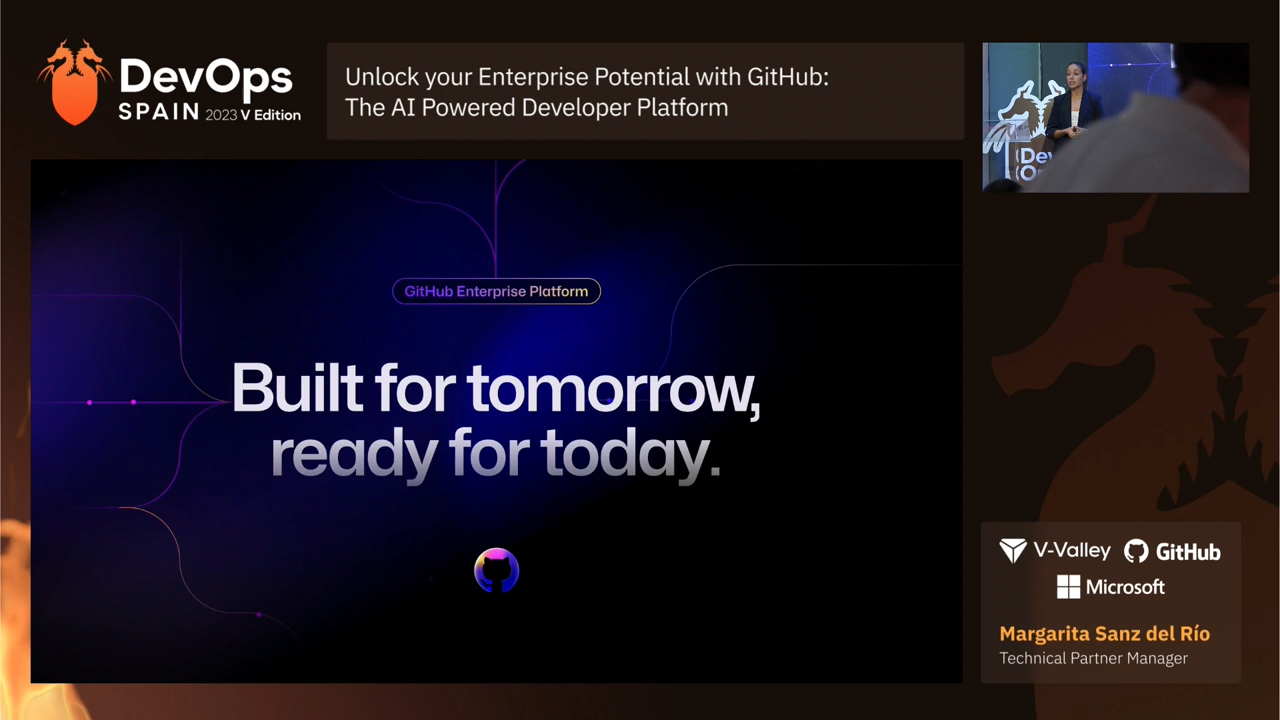 DevOps
SPAIN 2023 V Edition
Unlock your Enterprise Potential with GitHub:
The AI Powered Developer Platform
GitHub Enterprise Platform
Built for tomorrow,
ready for today.
V-Valley GitHub
Microsoft
Margarita Sanz del Río
Technical Partner Manager